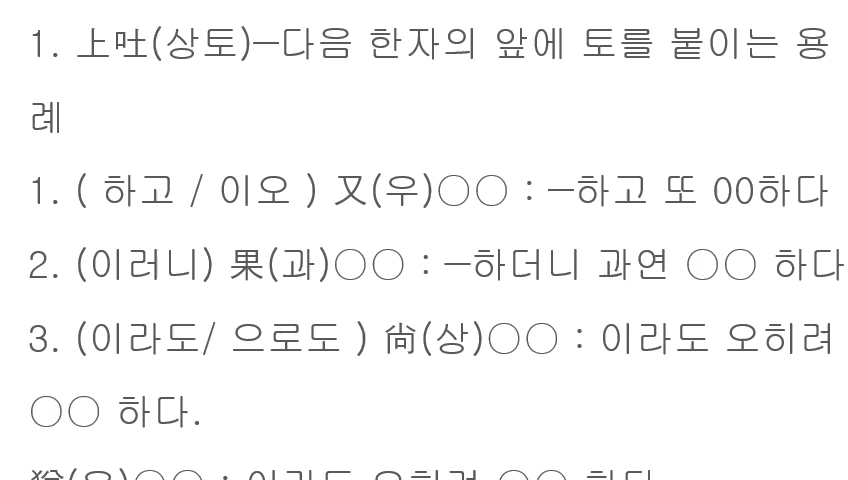 1. 上吐(상토)―다음 한자의 앞에 토를 붙이는 용
례
1. ( 하고 / 이오 ) 又(우)○○ : ―하고 또 00하다
2. (이러니) 果(과)○○ : ―하더니 과연 ○○ 하다
3. (이라도/ 으로도 ) 尙(상)○○ : 이라도 오히려
○○ 하다.